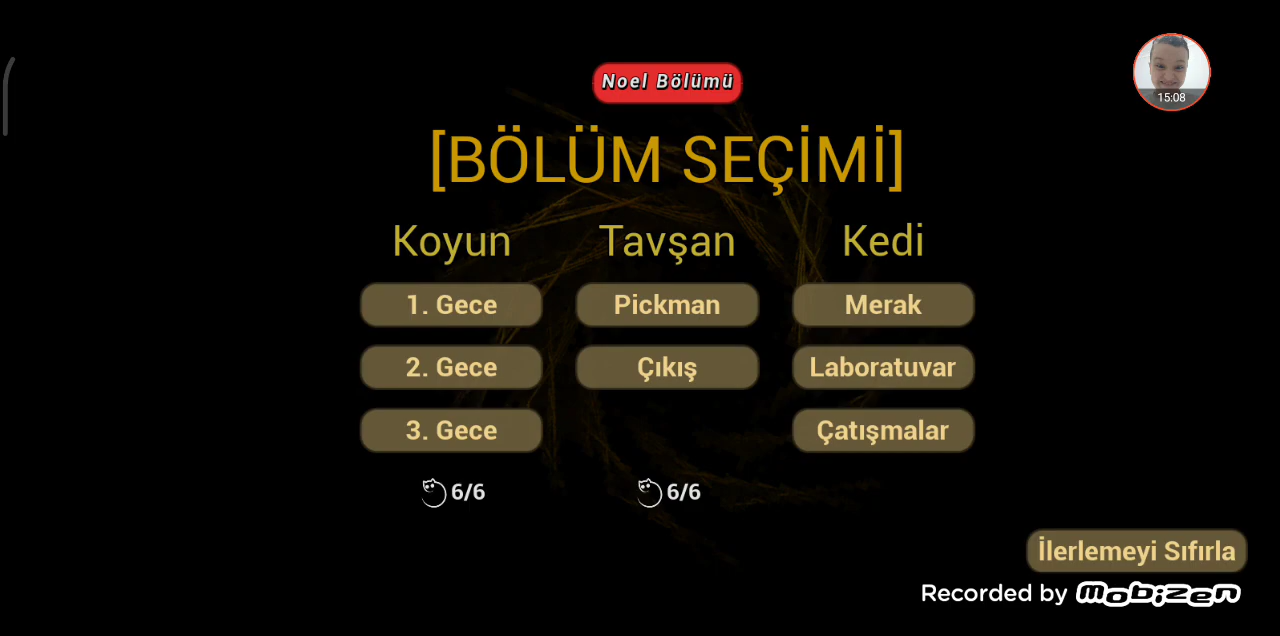 Noel Bölümü
15:08
[BÖLÜM SEÇİMİ]
Koyun Tavşan Kedi
1. Gece Pickman Merak
2. Gece Çıkış Laboratuvar
3. Gece Çatışmalar
6/6 6/6
İlerlemeyi Sıfırla
Recorded by mobizen